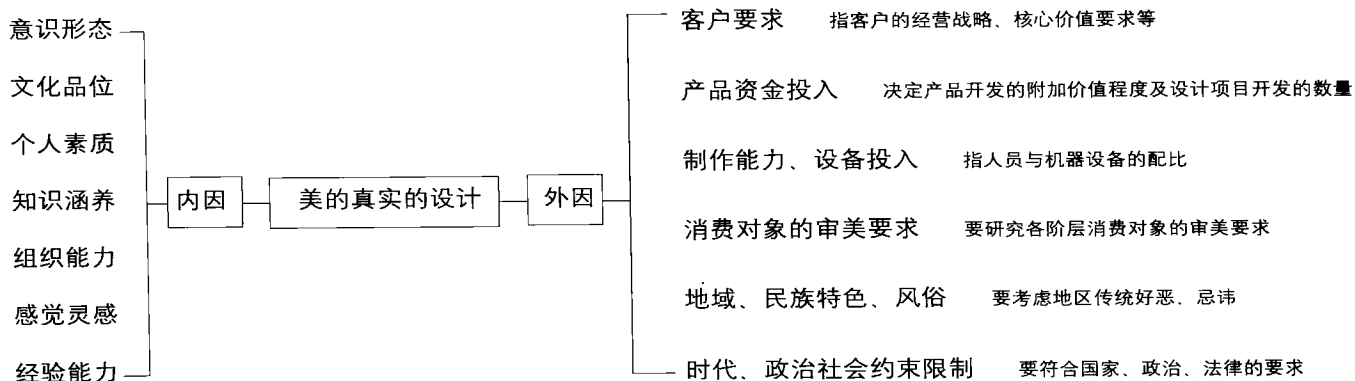 意识形态
文化品位
个人素质
知识涵养
组织能力
感觉灵感
经验能力
内因
美的真实的设计
外因
客户要求 指客户的经营战略、核心价值要求等
产品资金投入 决定产品开发的附加价值程度及设计项目开发的数量
制作能力、设备投入 指人员与机器设备的配比
消费对象的审美要求 要研究各阶层消费对象的审美要求
地域、民族特色、风俗 要考虑地区传统好恶、忌讳
时代、政治社会约束限制 要符合国家、政治、法律的要求